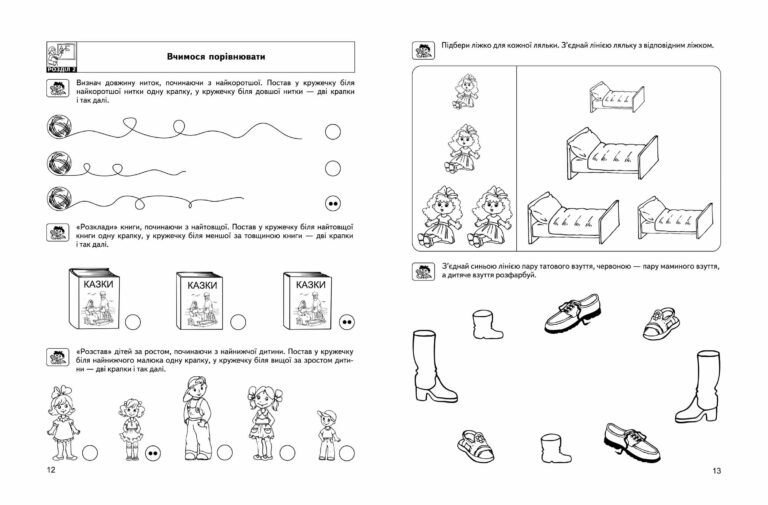 РОЗДІЛ 2
Вчимося порівнювати
Визнач довжину ниток, починаючи з найкоротшої. Постав у кружечку біля
найкоротшої нитки одну крапку, у кружечку біля довшої нитки — дві крапки
і так далі.
«Розклади» книги, починаючи з найтовщої. Постав у кружечку біля найтовщої
книги одну крапку, у кружечку біля меншої за товщиною книги — дві крапки
і так далі.
КАЗКИ
КАЗКИ
КАЗКИ
«Розстав» дітей за ростом, починаючи з найнижчої дитини. Постав у кружечку
біля найнижчого малюка одну крапку, у кружечку біля вищої за зростом дити-
ни — дві крапки і так далі.
12
Підбери ліжко для кожної ляльки. З’єднай лінією ляльку з відповідним ліжком.
З’єднай синьою лінією пару татового взуття, червоною — пару маминого взуття,
а дитяче взуття розфарбуй.
13